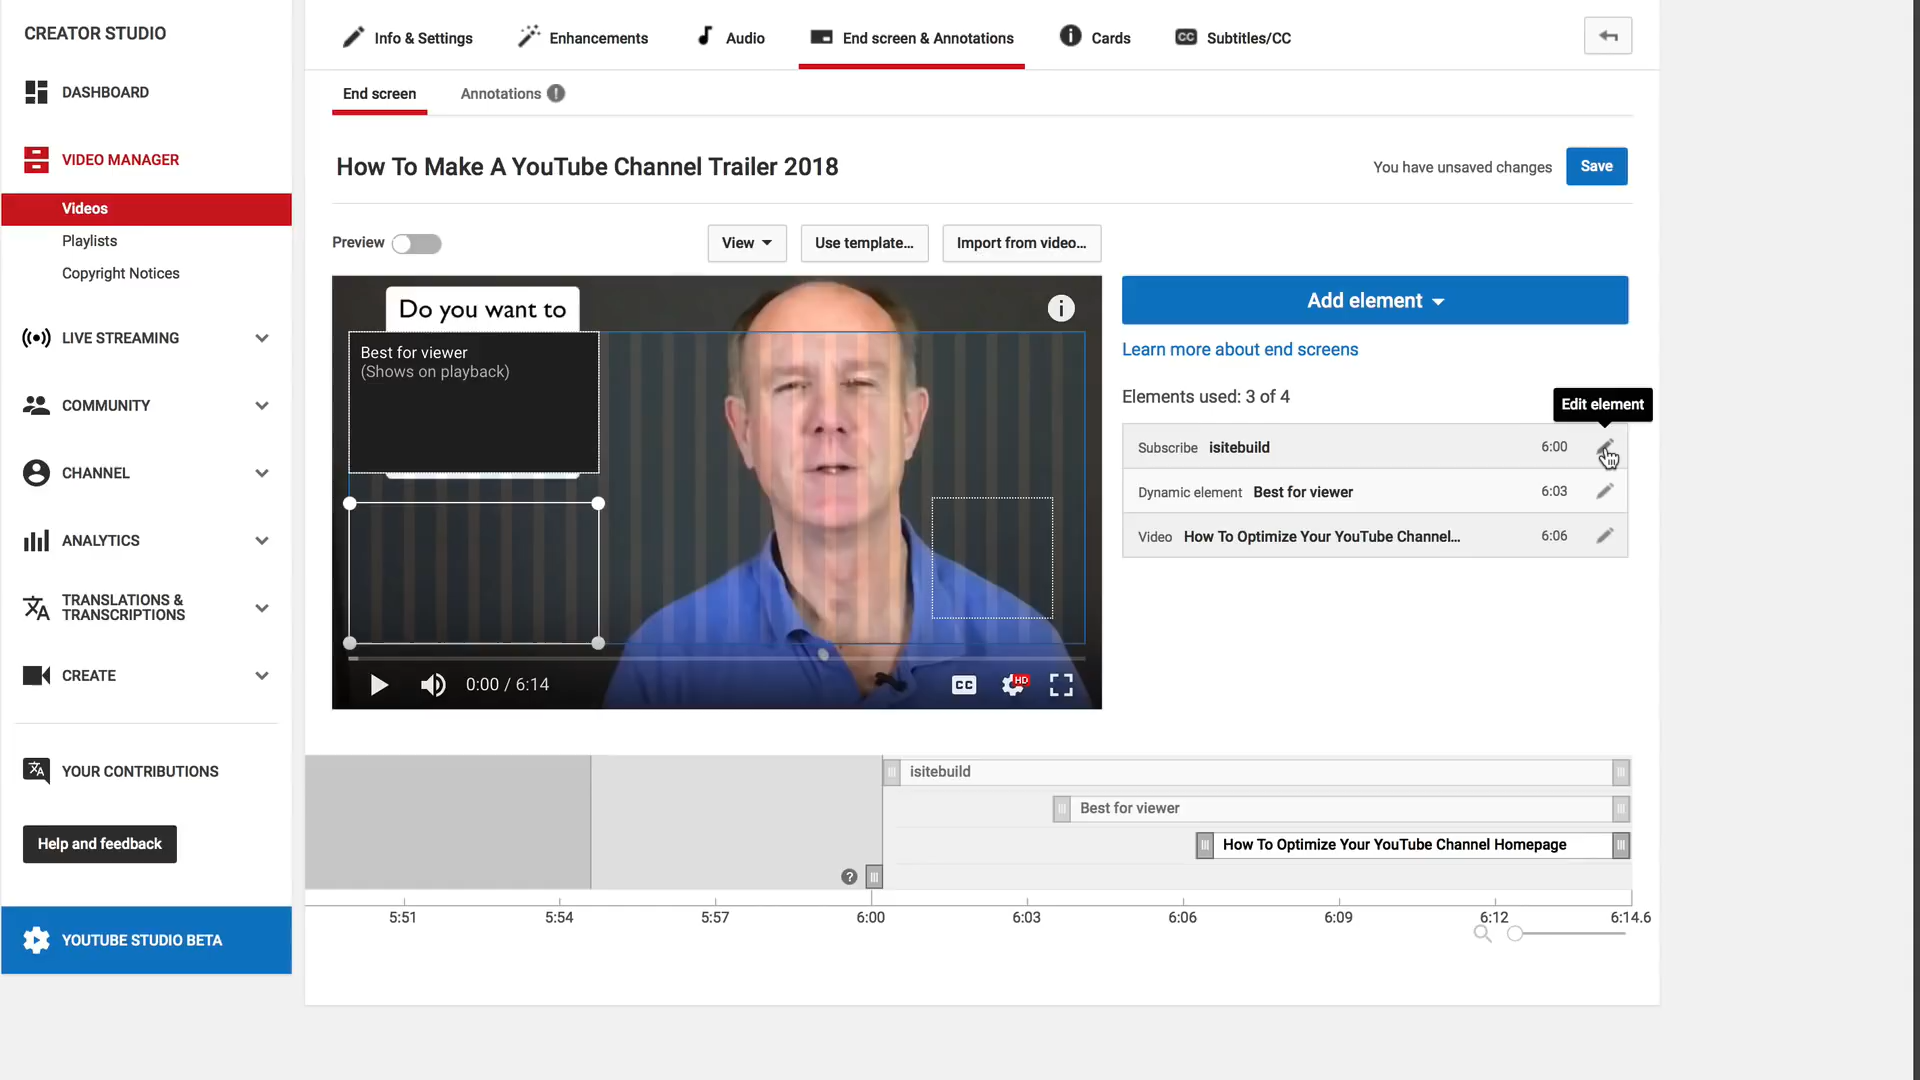 CREATOR STUDIO
DASHBOARD
VIDEO MANAGER
Videos
Playlists
Copyright Notices
LIVE STREAMING
COMMUNITY
CHANNEL
ANALYTICS
TRANSLATIONS &
TRANSCRIPTIONS
CREATE
YOUR CONTRIBUTIONS
Help and feedback
YOUTUBE STUDIO BETA
Info & Settings
Enhancements
Audio
End screen & Annotations
Cards
CC Subtitles/CC
End screen
Annotations
How To Make A YouTube Channel Trailer 2018
You have unsaved changes
Save
Preview
View
Use template...
Import from video...
Do you want to
Best for viewer
(Shows on playback)
0:00 / 6:14
CC
HD
Add element
Learn more about end screens
Elements used: 3 of 4
Edit element
Subscribe isitebuild 6:00
Dynamic element Best for viewer 6:03
Video How To Optimize Your YouTube Channel... 6:06
isitebuild
Best for viewer
How To Optimize Your YouTube Channel Homepage
5:51 5:54 5:57 6:00 6:03 6:06 6:09 6:12 6:14.6